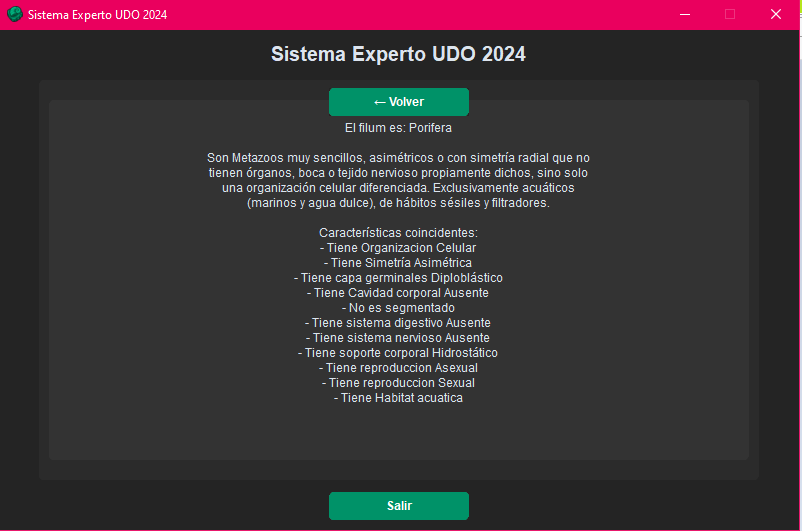 Sistema Experto UDO 2024
Sistema Experto UDO 2024
← Volver
El filum es: Porifera
Son Metazoos muy sencillos, asimétricos o con simetría radial que no
tienen órganos, boca o tejido nervioso propiamente dichos, sino solo
una organización celular diferenciada. Exclusivamente acuáticos
(marinos y agua dulce), de hábitos sésiles y filtradores.
Características coincidentes:
- Tiene Organizacion Celular
- Tiene Simetría Asimétrica
- Tiene capa germinales Diploblástico
- Tiene Cavidad corporal Ausente
- No es segmentado
- Tiene sistema digestivo Ausente
- Tiene sistema nervioso Ausente
- Tiene soporte corporal Hidrostático
- Tiene reproduccion Asexual
- Tiene reproduccion Sexual
- Tiene Habitat acuatica
Salir